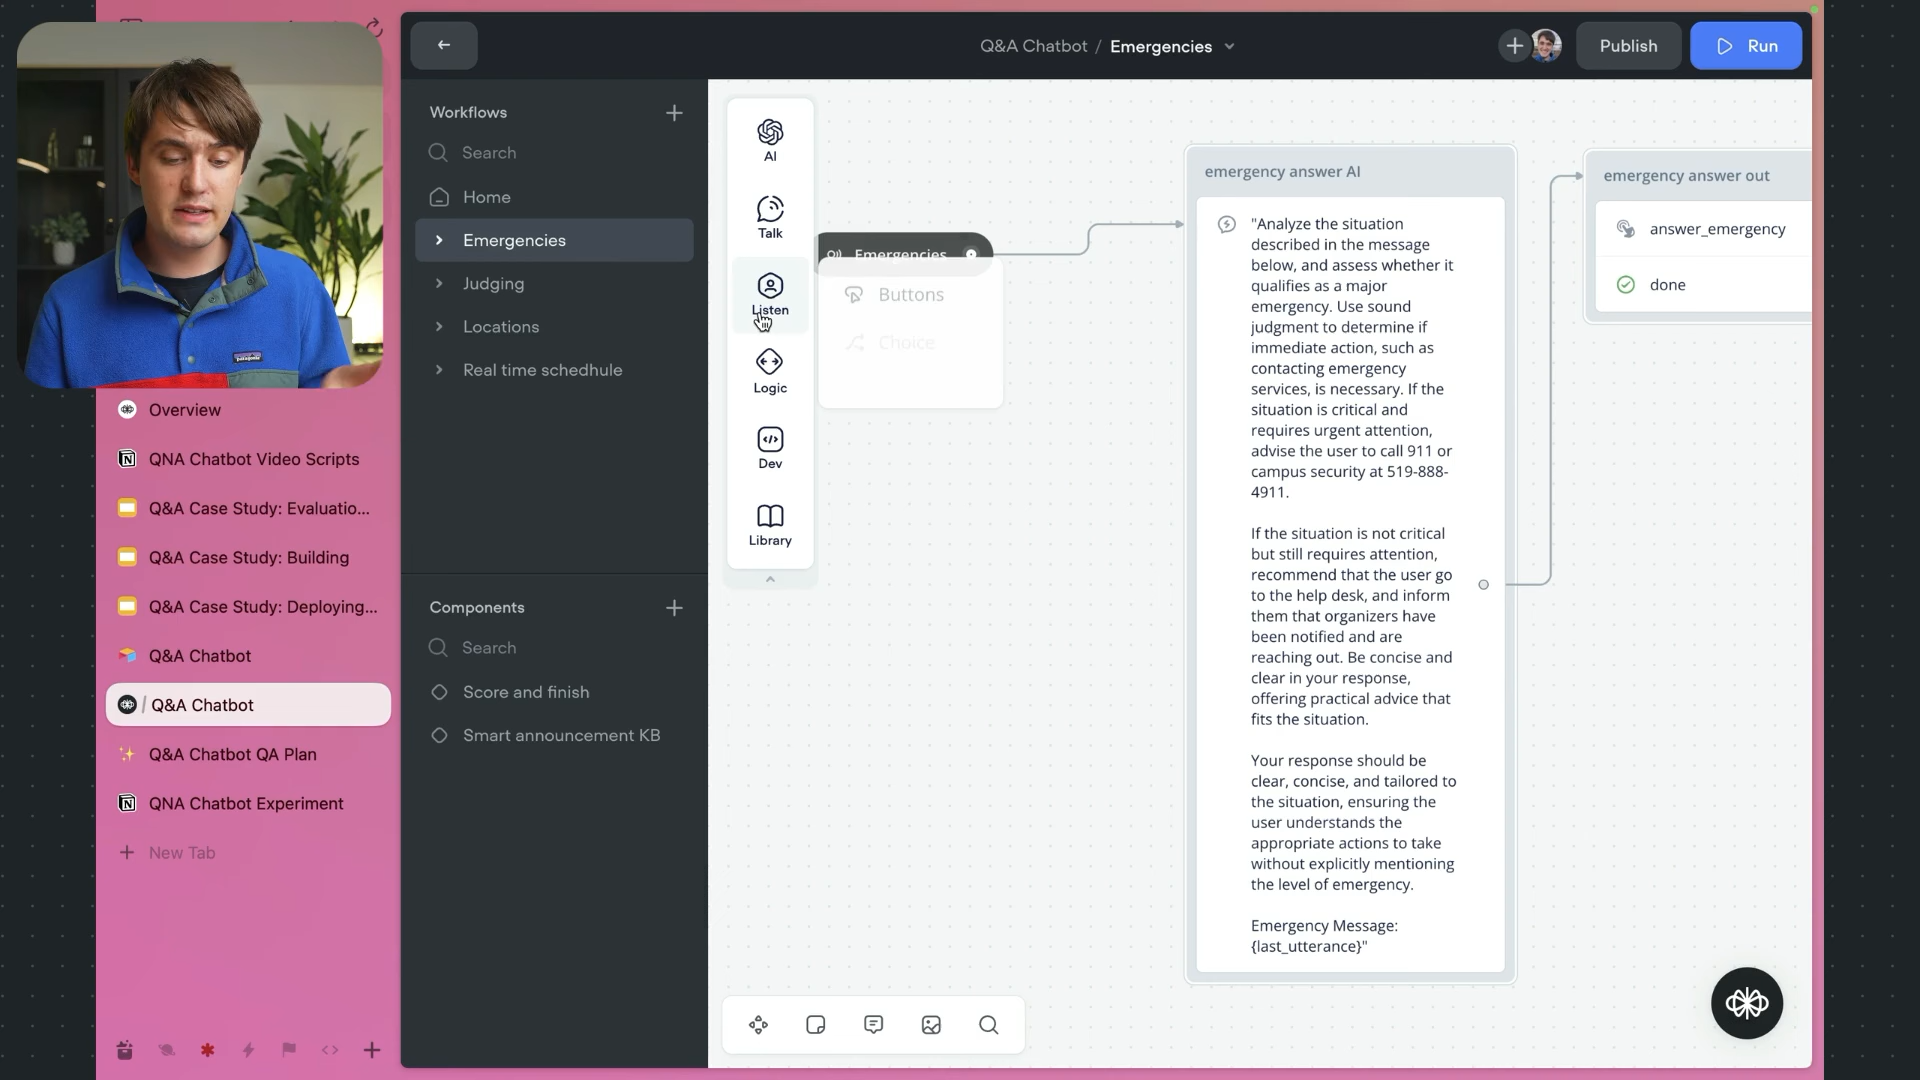 Q&A Chatbot / Emergencies
Publish
Run
Workflows
Search
Home
Emergencies
Judging
Locations
Real time schedhule
Components
Search
Score and finish
Smart announcement KB
Overview
QNA Chatbot Video Scripts
Q&A Case Study: Evaluatio...
Q&A Case Study: Building
Q&A Case Study: Deploying...
Q&A Chatbot
/ Q&A Chatbot
Q&A Chatbot QA Plan
QNA Chatbot Experiment
New Tab
AI
Talk
Listen
Logic
Dev
Library
Emergencies
Buttons
Choice
emergency answer AI
"Analyze the situation
described in the message
below, and assess whether it
qualifies as a major
emergency. Use sound
judgment to determine if
immediate action, such as
contacting emergency
services, is necessary. If the
situation is critical and
requires urgent attention,
advise the user to call 911 or
campus security at 519-888-
4911.
If the situation is not critical
but still requires attention,
recommend that the user go
to the help desk, and inform
them that organizers have
been notified and are
reaching out. Be concise and
clear in your response,
offering practical advice that
fits the situation.
Your response should be
clear, concise, and tailored to
the situation, ensuring the
user understands the
appropriate actions to take
without explicitly mentioning
the level of emergency.
Emergency Message:
{last_utterance}"
emergency answer out
answer_emergency
done
patagonia